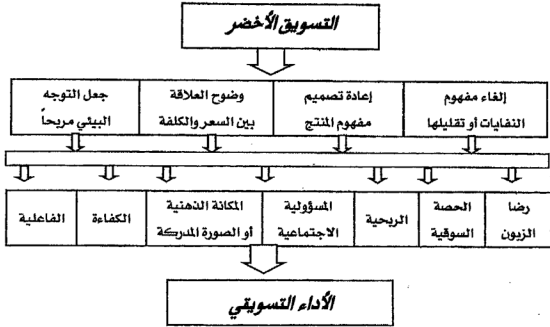 التسويق الأخضر
إلغاء مفهوم
النفايات أو تقليلها
إعادة تصميم
مفهوم المنتج
وضوح العلاقة
بين السعر والكلفة
جعل التوجه
البيئي مربحاً
رضا
الزبون
الحصة
السوقية
الربحية
المسؤولية
الاجتماعية
المكانة الذهنية
أو الصورة المدركة
الكفاءة
الفاعلية
الأداء التسويقي